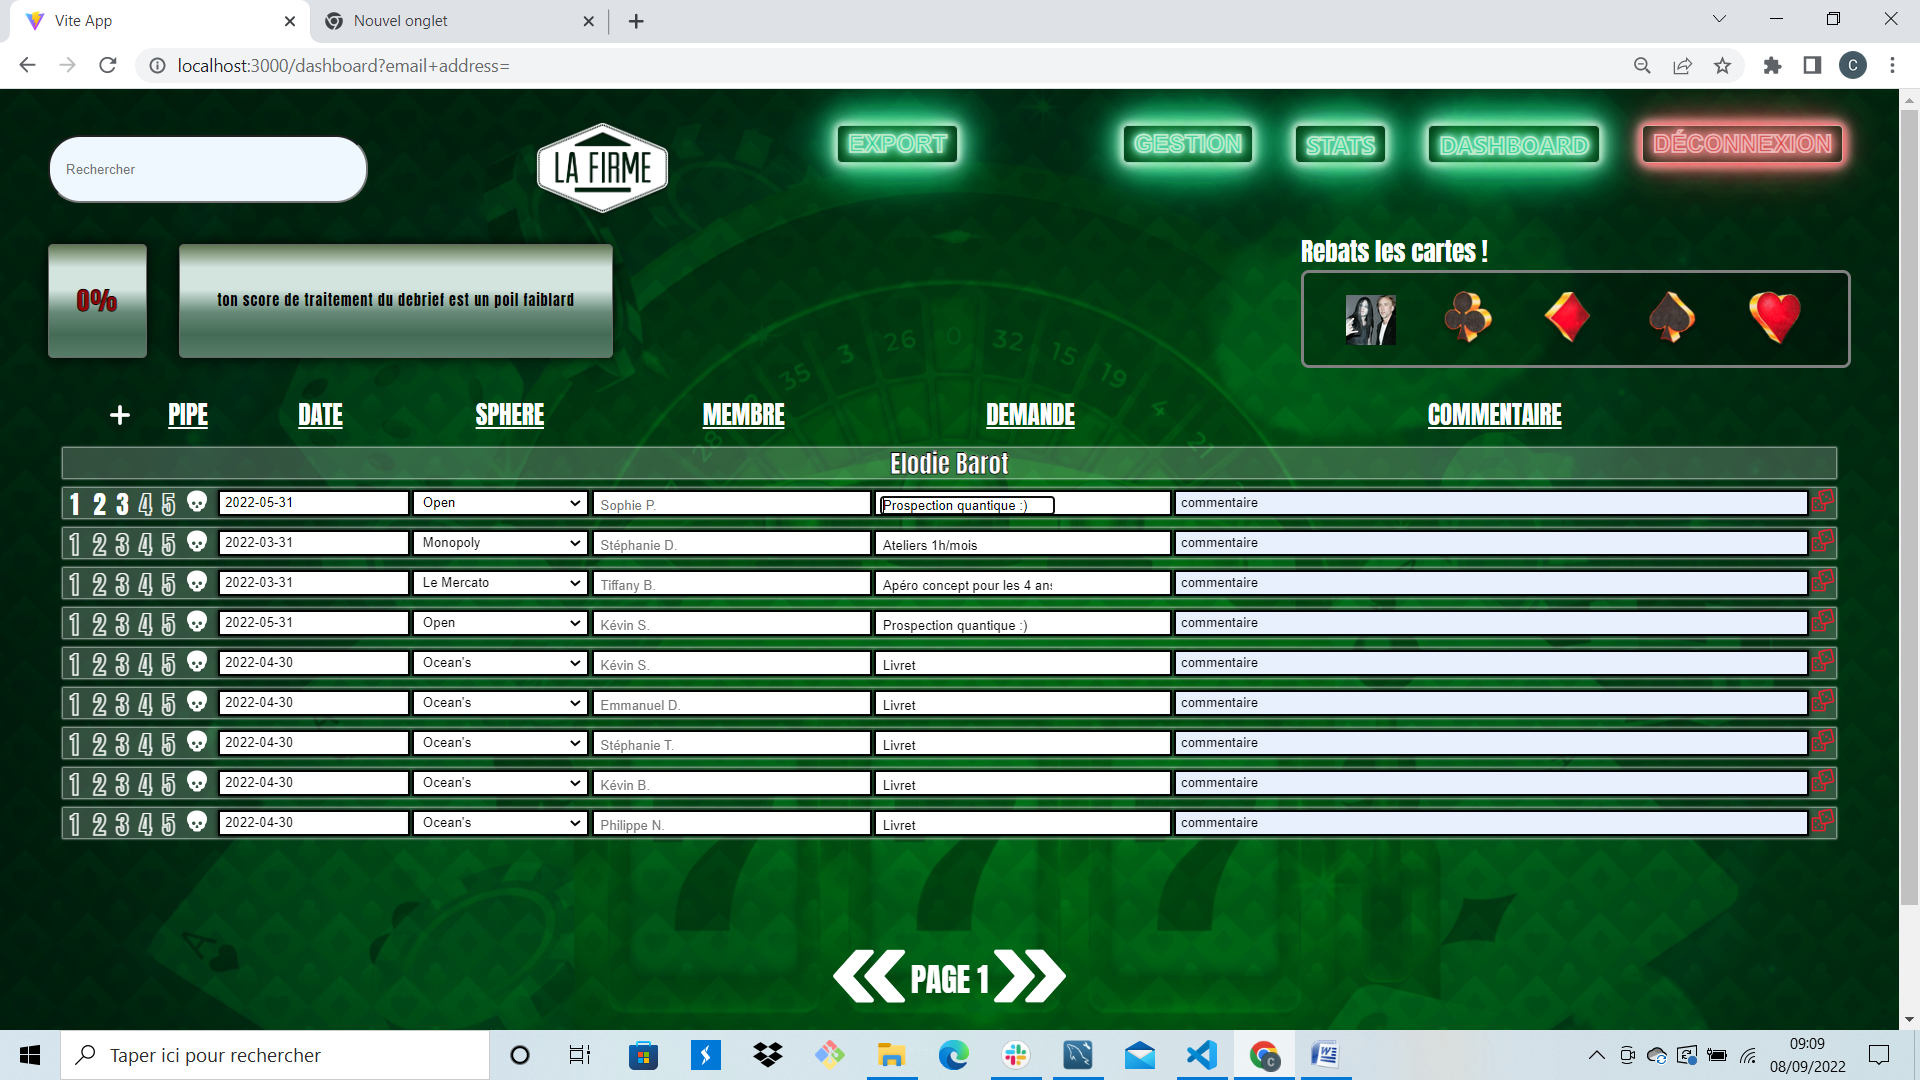 Vite App
Nouvel onglet
localhost:3000/dashboard?email+address=
C
Rechercher
LA FIRME
EXPORT
GESTION
STATS
DASHBOARD
DÉCONNEXION
0%
ton score de traitement du debrief est un poil faiblard
Rebats les cartes !
+ PIPE DATE SPHERE MEMBRE DEMANDE COMMENTAIRE
Elodie Barot
1 2 3 4 5 2022-05-31 Open Sophie P. Prospection quantique :) commentaire
1 2 3 4 5 2022-03-31 Monopoly Stéphanie D. Ateliers 1h/mois commentaire
1 2 3 4 5 2022-03-31 Le Mercato Tiffany B. Apéro concept pour les 4 ans commentaire
1 2 3 4 5 2022-05-31 Open Kévin S. Prospection quantique :) commentaire
1 2 3 4 5 2022-04-30 Ocean's Kévin S. Livret commentaire
1 2 3 4 5 2022-04-30 Ocean's Emmanuel D. Livret commentaire
1 2 3 4 5 2022-04-30 Ocean's Stéphanie T. Livret commentaire
1 2 3 4 5 2022-04-30 Ocean's Kévin B. Livret commentaire
1 2 3 4 5 2022-04-30 Ocean's Philippe N. Livret commentaire
PAGE 1
Taper ici pour rechercher
09:09
08/09/2022